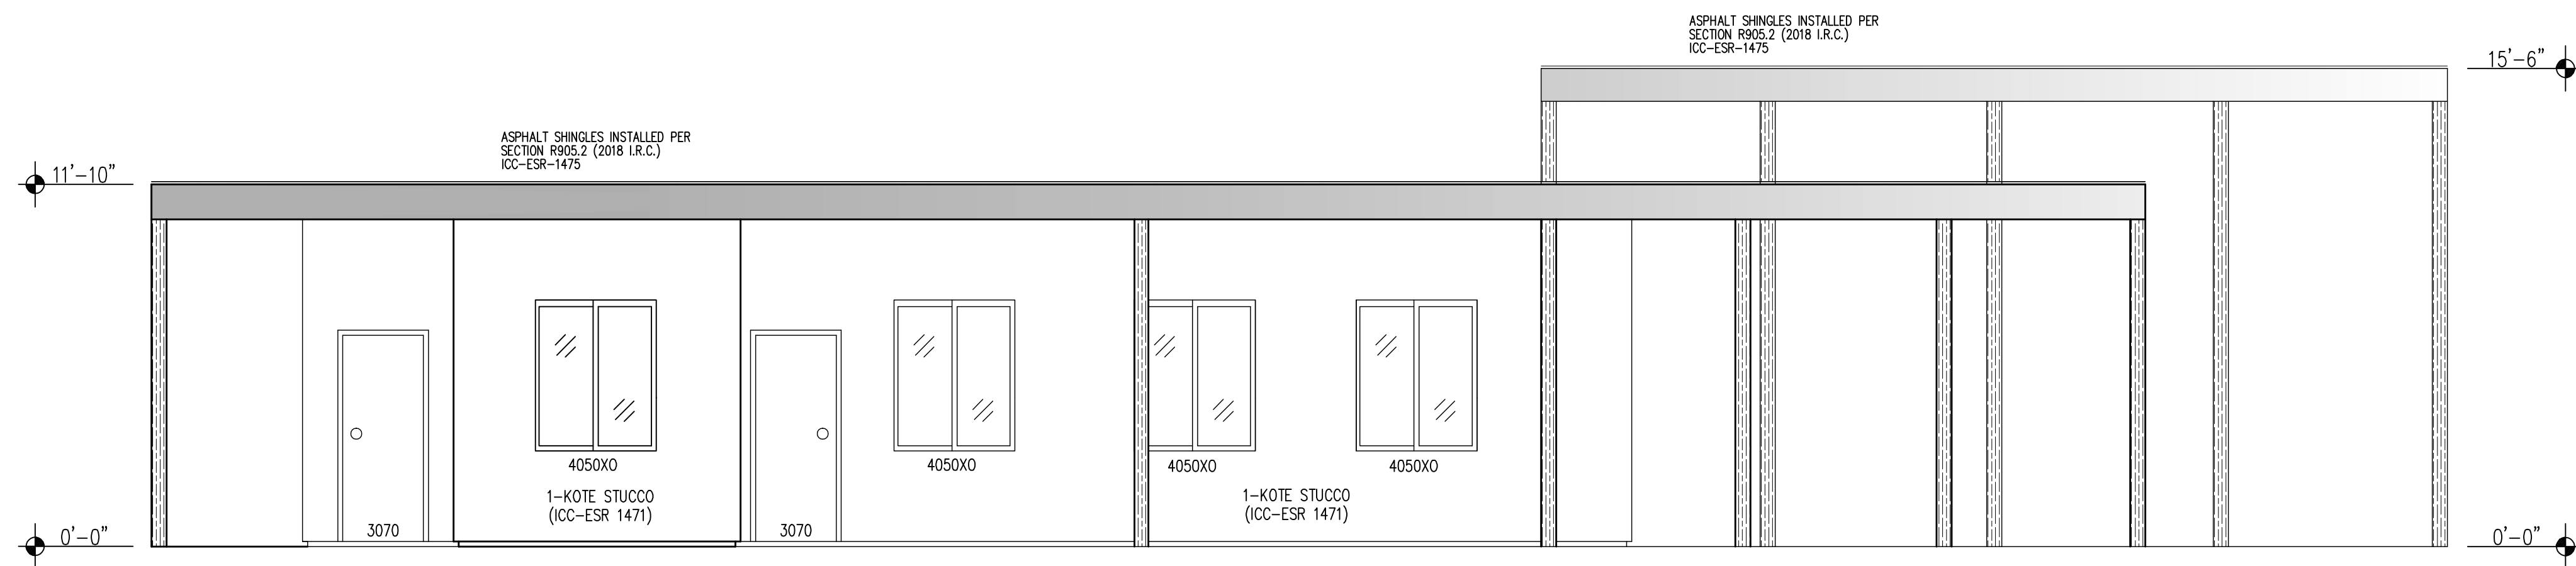 ASPHALT SHINGLES INSTALLED PER
SECTION R905.2 (2018 I.R.C.)
ICC-ESR-1475
15'-6"
ASPHALT SHINGLES INSTALLED PER
SECTION R905.2 (2018 I.R.C.)
ICC-ESR-1475
11'-10"
4050XO
4050XO
4050XO
4050XO
1-KOTE STUCCO
(ICC-ESR 1471)
1-KOTE STUCCO
(ICC-ESR 1471)
3070
3070
0'-0"
0'-0"